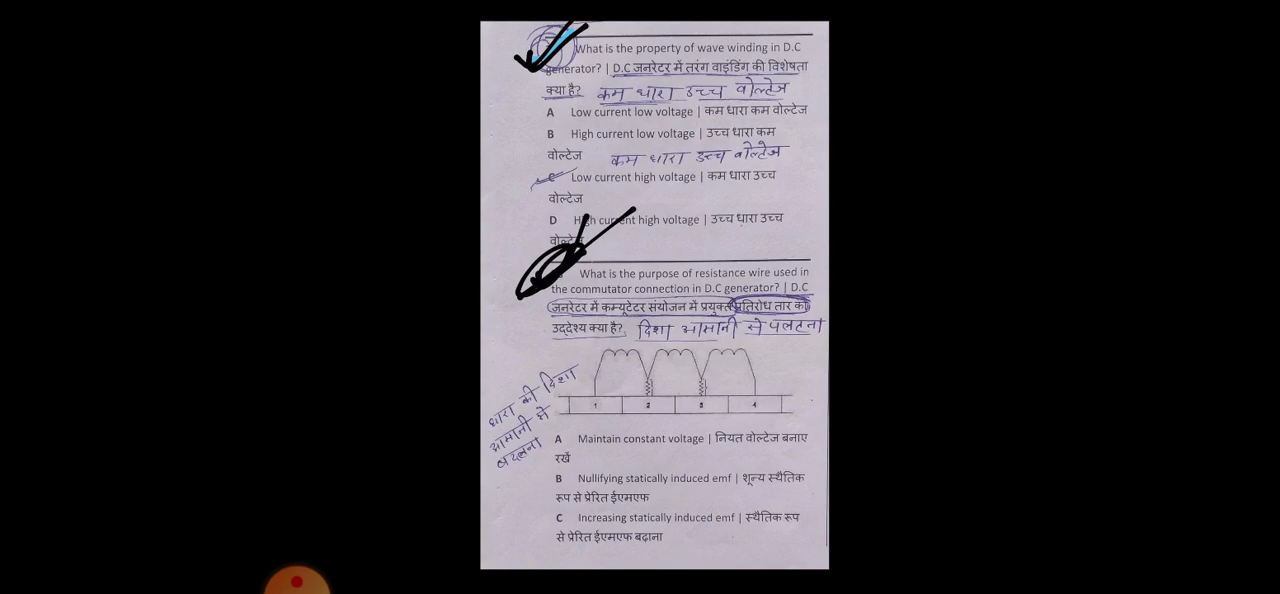 What is the property of wave winding in D.C
generator? | D.C जनरेटर में तरंग वाइंडिंग की विशेषता
क्या है? कम धारा उच्च वोल्टेज
A Low current low voltage | कम धारा कम वोल्टेज
B High current low voltage | उच्च धारा कम
वोल्टेज कम धारा उच्च वोल्टेज
Low current high voltage | कम धारा उच्च
वोल्टेज
D High current high voltage | उच्च धारा उच्च
वोल्टेज
What is the purpose of resistance wire used in
the commutator connection in D.C generator? | D.C
जनरेटर में कम्यूटेटर संयोजन में प्रयुक्त प्रतिरोध तार का
उद्देश्य क्या है? दिशा आसानी से पलटना
धारा की दिशा
आसानी से
बदलना
1 2 3 4
A Maintain constant voltage | नियत वोल्टेज बनाए
रखें
B Nullifying statically induced emf | शून्य स्थैतिक
रूप से प्रेरित ईएमएफ
C Increasing statically induced emf | स्थैतिक रूप
से प्रेरित ईएमएफ बढ़ाना